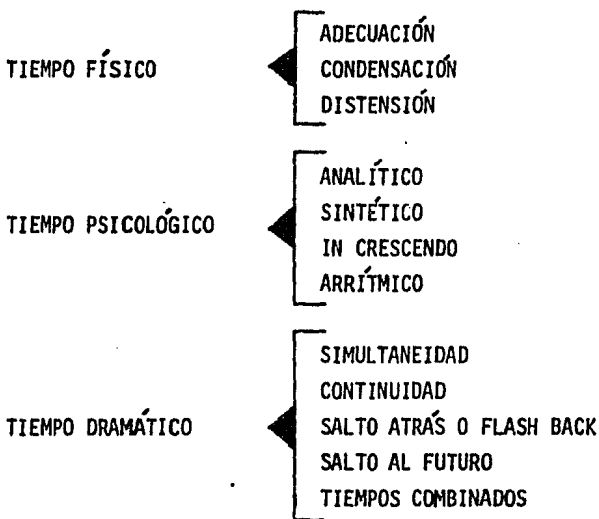 TIEMPO FÍSICO
ADECUACIÓN
CONDENSACIÓN
DISTENSIÓN
TIEMPO PSICOLÓGICO
ANALÍTICO
SINTÉTICO
IN CRESCENDO
ARRÍTMICO
TIEMPO DRAMÁTICO
SIMULTANEIDAD
CONTINUIDAD
SALTO ATRÁS O FLASH BACK
SALTO AL FUTURO
TIEMPOS COMBINADOS